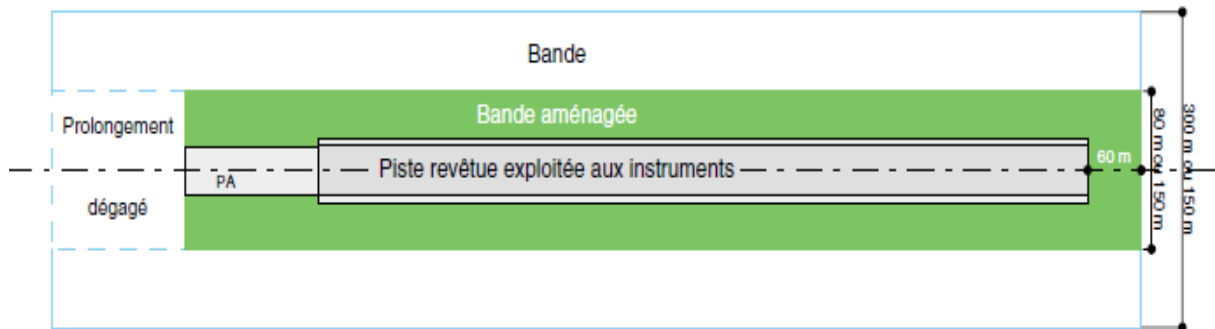 Bande
Bande aménagée
Prolongement
dégagé
PA
Piste revêtue exploitée aux instruments
60 m
80 m ou 150 m
300 m ou 150 m